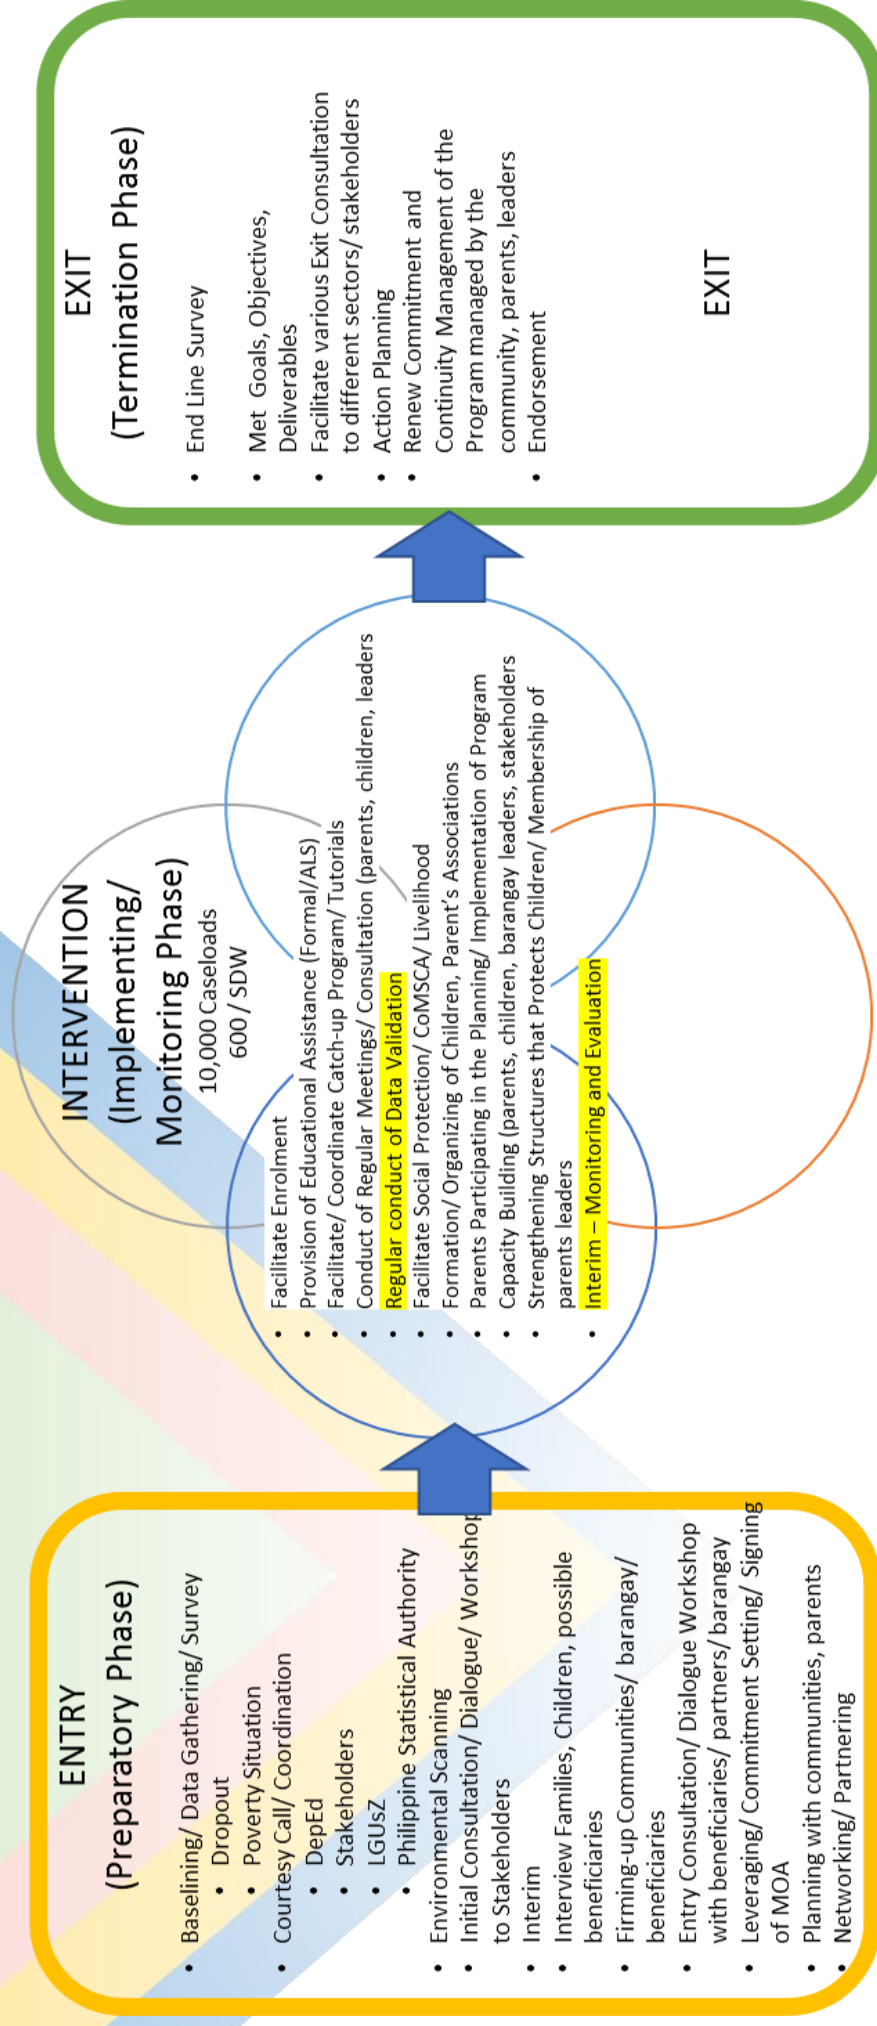 ENTRY
(Preparatory Phase)
• Baselining/ Data Gathering/ Survey
• Dropout
• Poverty Situation
• Courtesy Call/ Coordination
• DepEd
• Stakeholders
• LGUsZ
• Philippine Statistical Authority
• Environmental Scanning
• Initial Consultation/ Dialogue/ Workshop
to Stakeholders
• Interim
• Interview Families, Children, possible
beneficiaries
• Firming-up Communities/ barangay/
beneficiaries
• Entry Consultation/ Dialogue Workshop
with beneficiaries/ partners/ barangay
• Leveraging/ Commitment Setting/ Signing
of MOA
• Planning with communities, parents
• Networking/ Partnering
INTERVENTION
(Implementing/
Monitoring Phase)
10,000 Caseloads
600 / SDW
• Facilitate Enrolment
• Provision of Educational Assistance (Formal/ALS)
• Facilitate/ Coordinate Catch-up Program/ Tutorials
• Conduct of Regular Meetings/ Consultation (parents, children, leaders
• Regular conduct of Data Validation
• Facilitate Social Protection/ CoMSCA/ Livelihood
• Formation/ Organizing of Children, Parent's Associations
• Parents Participating in the Planning/ Implementation of Program
• Capacity Building (parents, children, barangay leaders, stakeholders
• Strengthening Structures that Protects Children/ Membership of
parents leaders
• Interim – Monitoring and Evaluation
EXIT
(Termination Phase)
• End Line Survey
• Met Goals, Objectives,
Deliverables
• Facilitate various Exit Consultation
to different sectors/ stakeholders
• Action Planning
• Renew Commitment and
Continuity Management of the
Program managed by the
community, parents, leaders
• Endorsement
EXIT